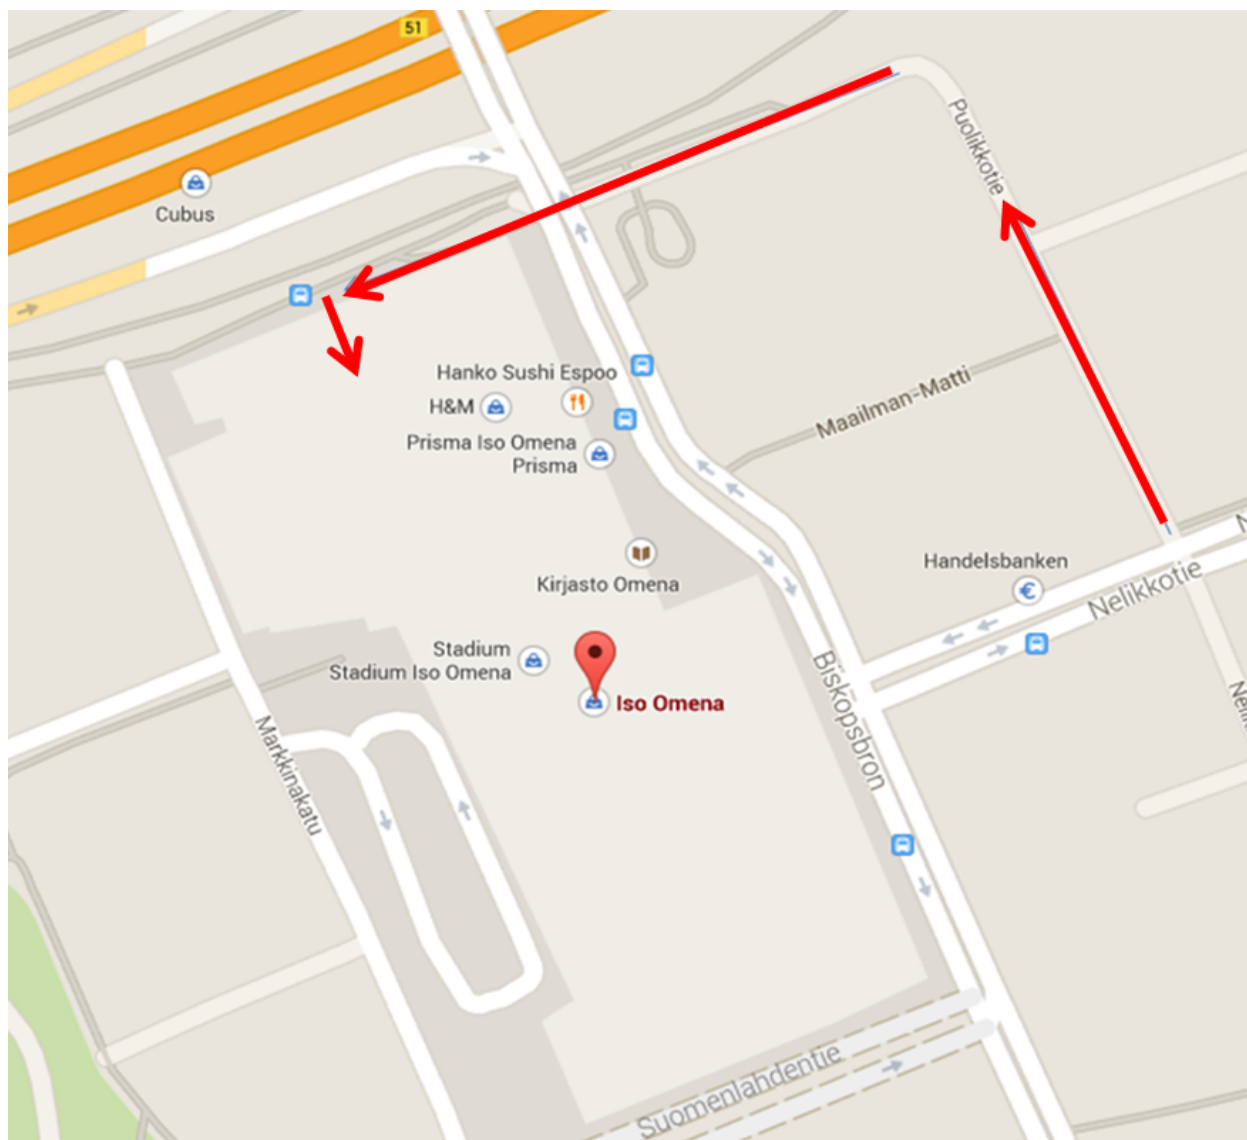 51
Puolikkotie
Cubus
Hanko Sushi Espoo
H&M
Maailman-Matti
Prisma Iso Omena
Prisma
Handelsbanken
Kirjasto Omena
Nelikkotie
Stadium
Stadium Iso Omena
Iso Omena
Biskopsbron
Markkinakatu
Suomenlahdentie